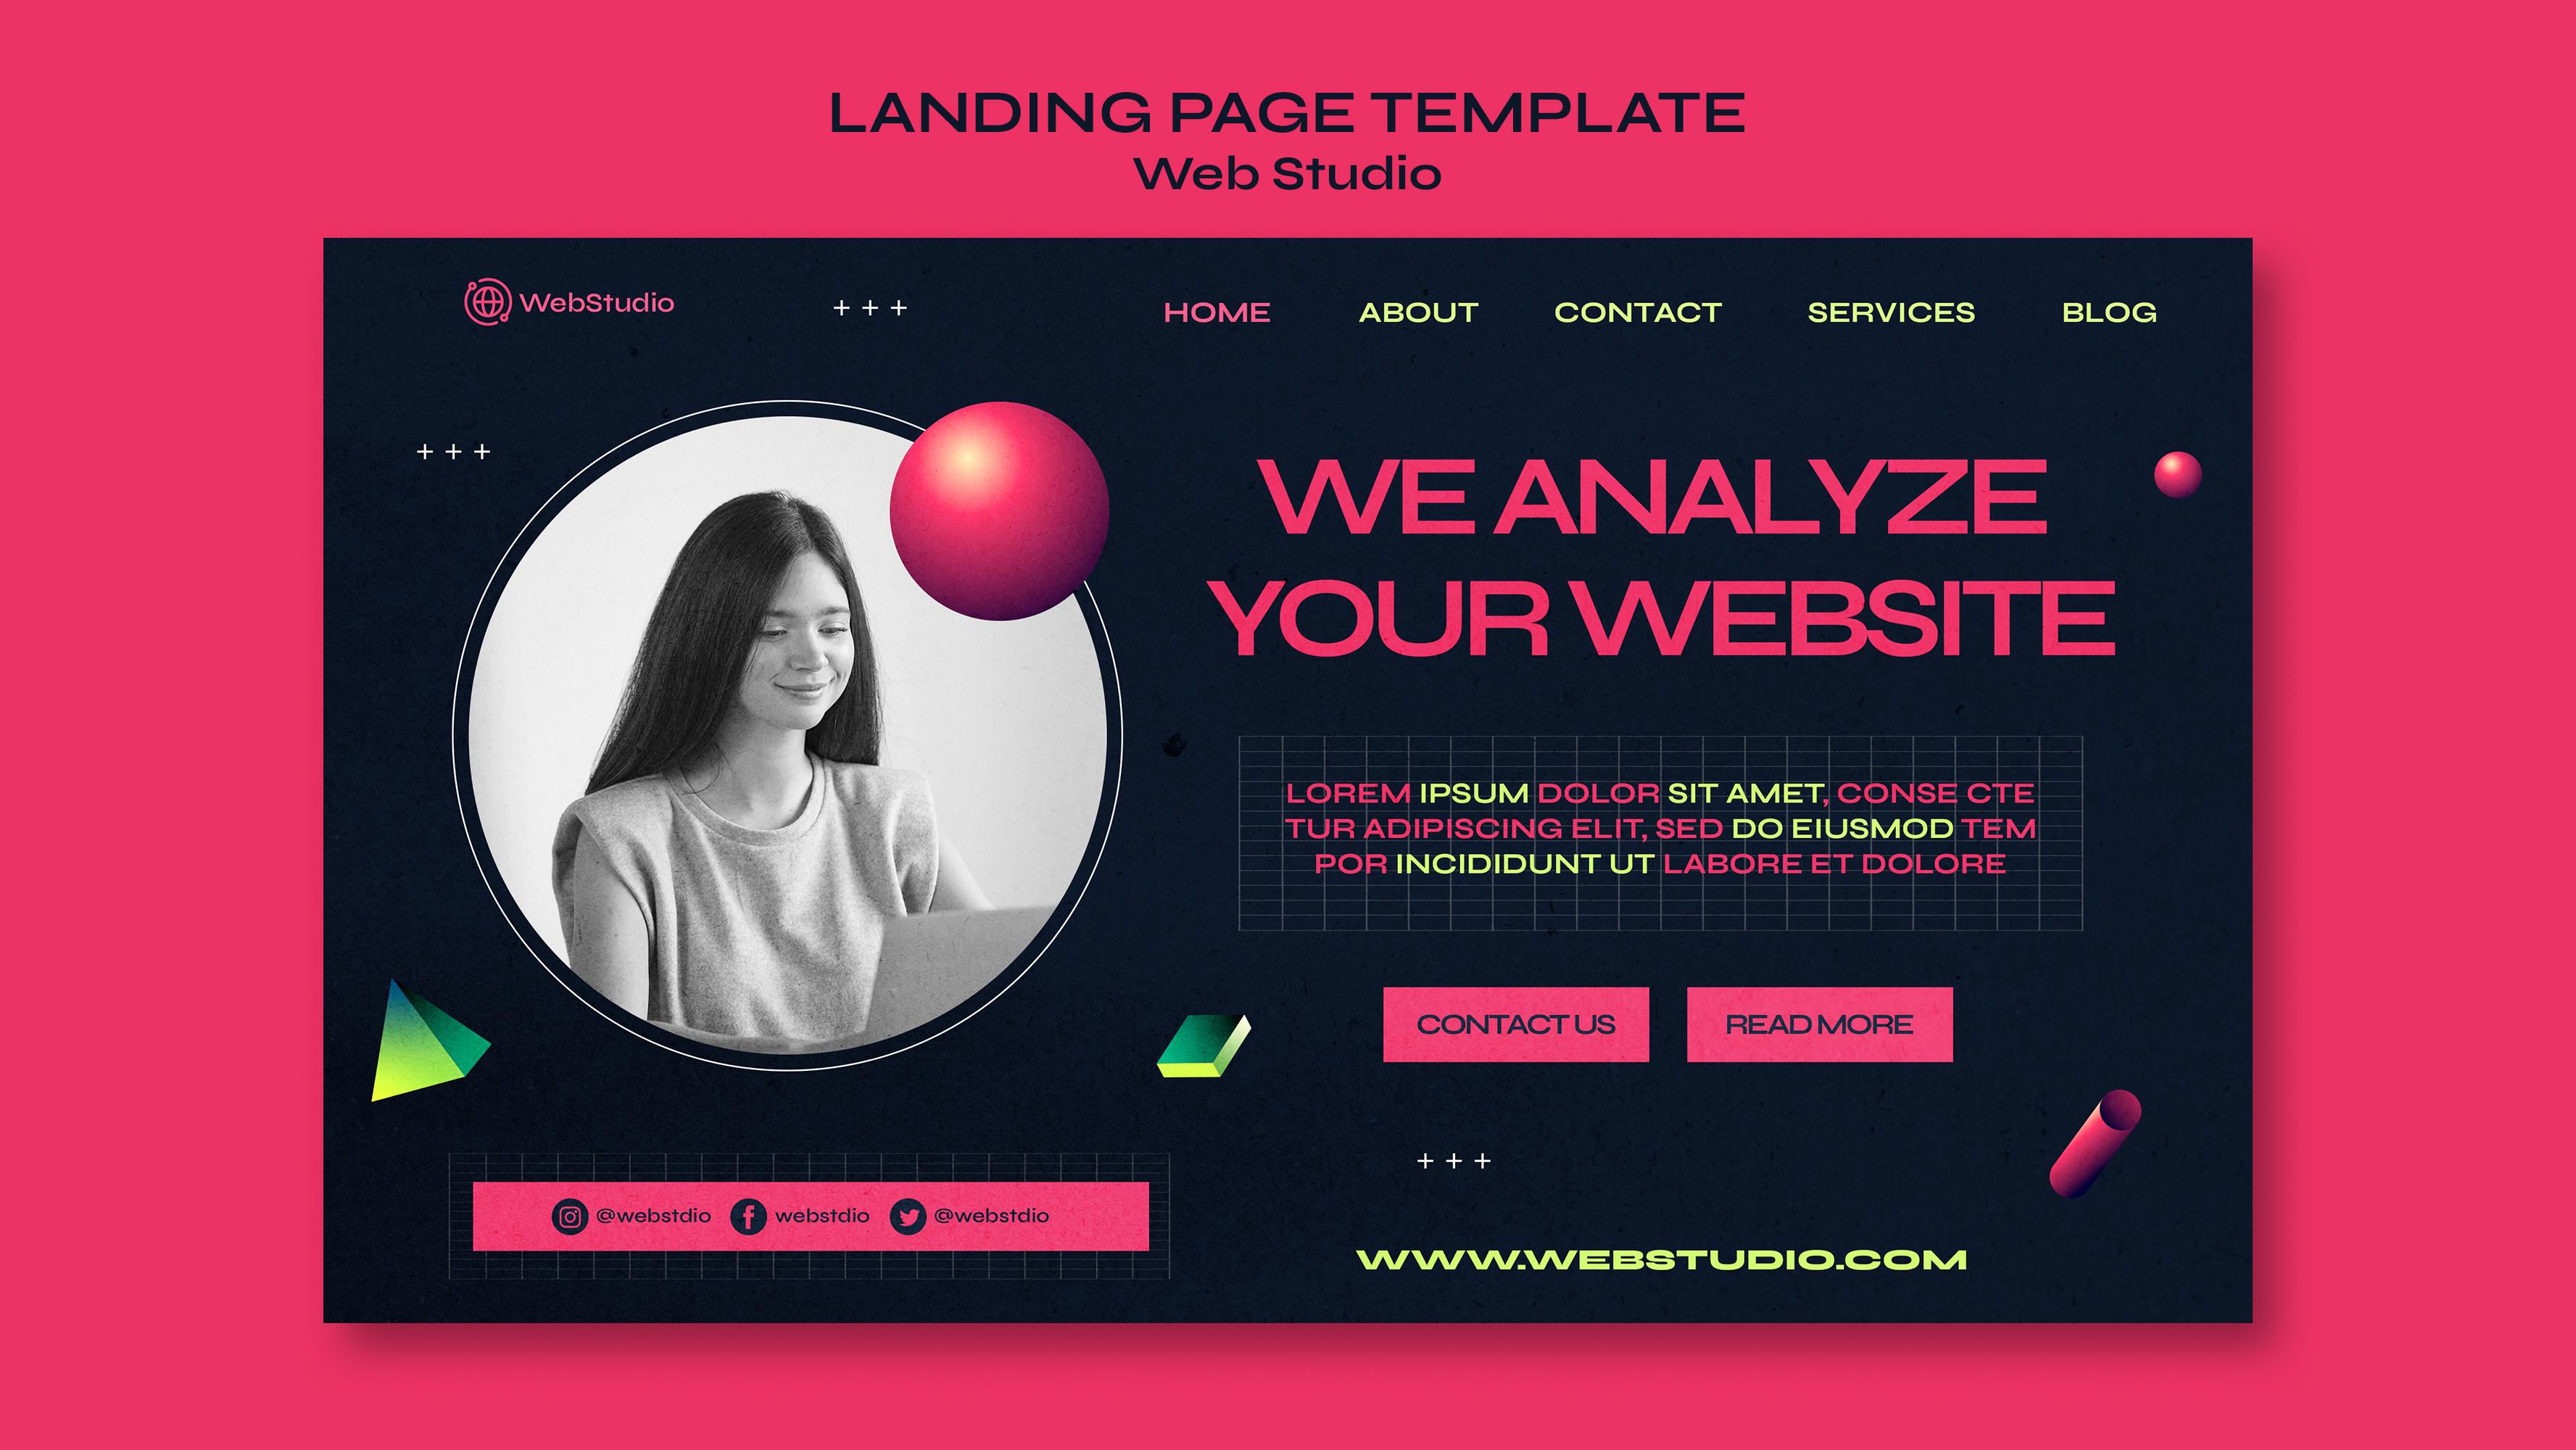 LANDING PAGE TEMPLATE
Web Studio
WebStudio
+ + +
HOME ABOUT CONTACT SERVICES BLOG
+ + +
WE ANALYZE
YOUR WEBSITE
LOREM IPSUM DOLOR SIT AMET, CONSE CTE
TUR ADIPISCING ELIT, SED DO EIUSMOD TEM
POR INCIDIDUNT UT LABORE ET DOLORE
CONTACT US READ MORE
+ + +
@webstdio webstdio @webstdio
WWW.WEBSTUDIO.COM